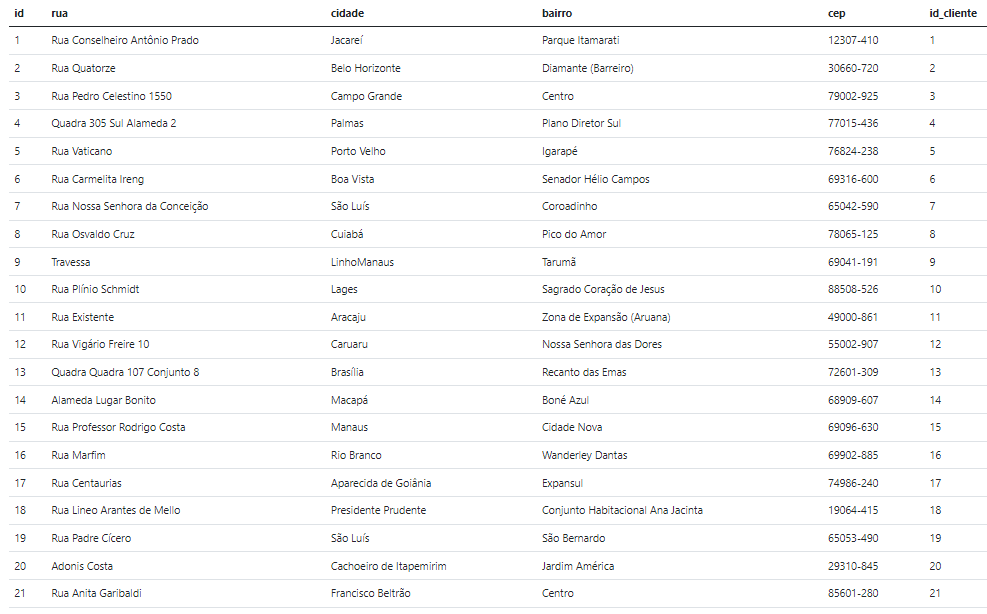 id rua cidade bairro cep id_cliente
1 Rua Conselheiro Antônio Prado Jacareí Parque Itamarati 12307-410 1
2 Rua Quatorze Belo Horizonte Diamante (Barreiro) 30660-720 2
3 Rua Pedro Celestino 1550 Campo Grande Centro 79002-925 3
4 Quadra 305 Sul Alameda 2 Palmas Plano Diretor Sul 77015-436 4
5 Rua Vaticano Porto Velho Igarapé 76824-238 5
6 Rua Carmelita Ireng Boa Vista Senador Hélio Campos 69316-600 6
7 Rua Nossa Senhora da Conceição São Luís Coroadinho 65042-590 7
8 Rua Osvaldo Cruz Cuiabá Pico do Amor 78065-125 8
9 Travessa LinhoManaus Tarumã 69041-191 9
10 Rua Plínio Schmidt Lages Sagrado Coração de Jesus 88508-526 10
11 Rua Existente Aracaju Zona de Expansão (Aruana) 49000-861 11
12 Rua Vigário Freire 10 Caruaru Nossa Senhora das Dores 55002-907 12
13 Quadra Quadra 107 Conjunto 8 Brasília Recanto das Emas 72601-309 13
14 Alameda Lugar Bonito Macapá Boné Azul 68909-607 14
15 Rua Professor Rodrigo Costa Manaus Cidade Nova 69096-630 15
16 Rua Marfim Rio Branco Wanderley Dantas 69902-885 16
17 Rua Centaurias Aparecida de Goiânia Expansul 74986-240 17
18 Rua Lineo Arantes de Mello Presidente Prudente Conjunto Habitacional Ana Jacinta 19064-415 18
19 Rua Padre Cícero São Luís São Bernardo 65053-490 19
20 Adonis Costa Cachoeiro de Itapemirim Jardim América 29310-845 20
21 Rua Anita Garibaldi Francisco Beltrão Centro 85601-280 21